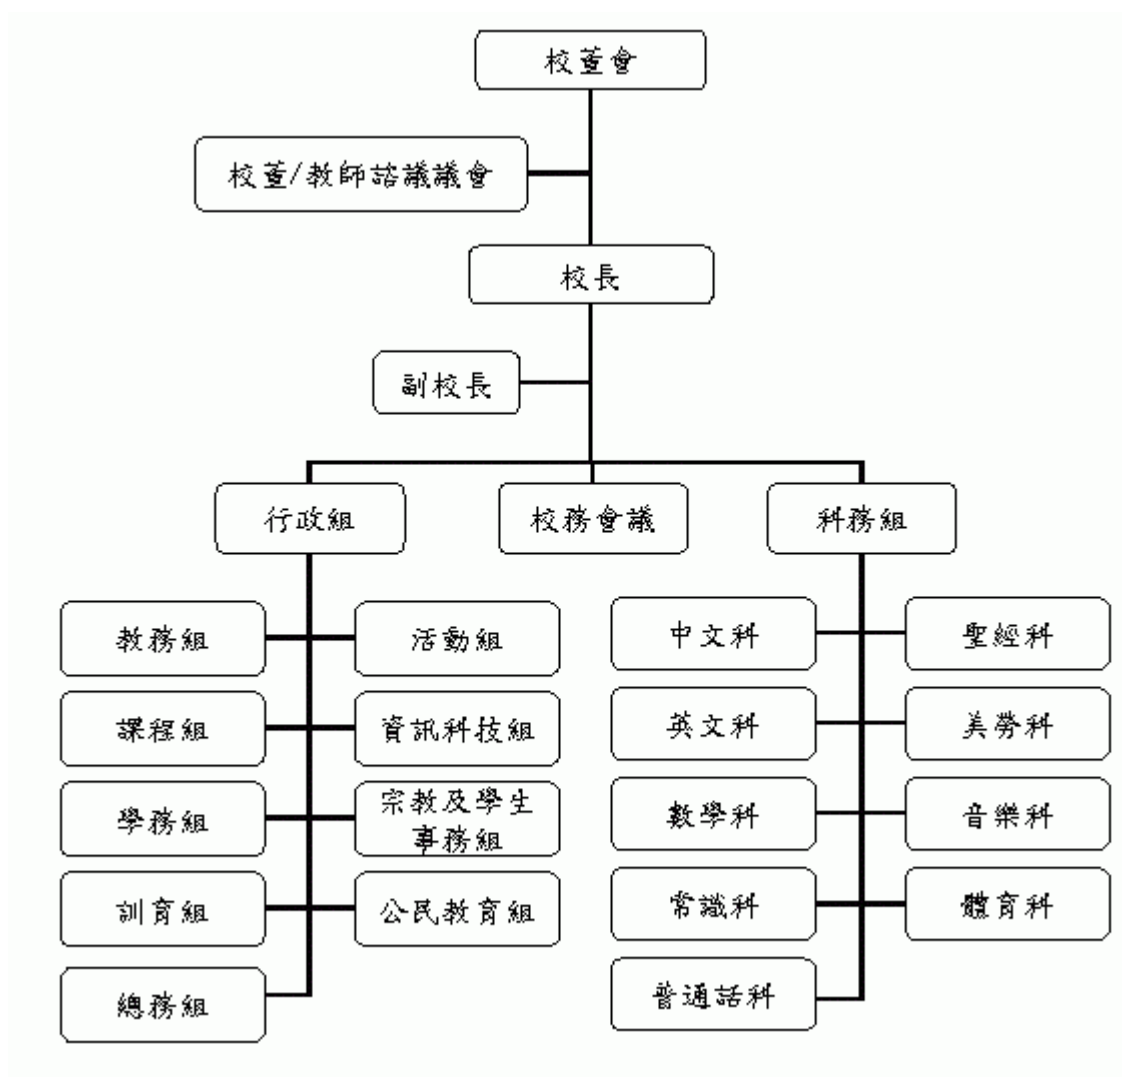 校董會
校董/教師諮議議會
校長
副校長
行政組
校務會議
科務組
教務組
活動組
中文科
聖經科
課程組
資訊科技組
英文科
美勞科
學務組
宗教及學生
事務組
數學科
音樂科
訓育組
公民教育組
常識科
體育科
總務組
普通話科